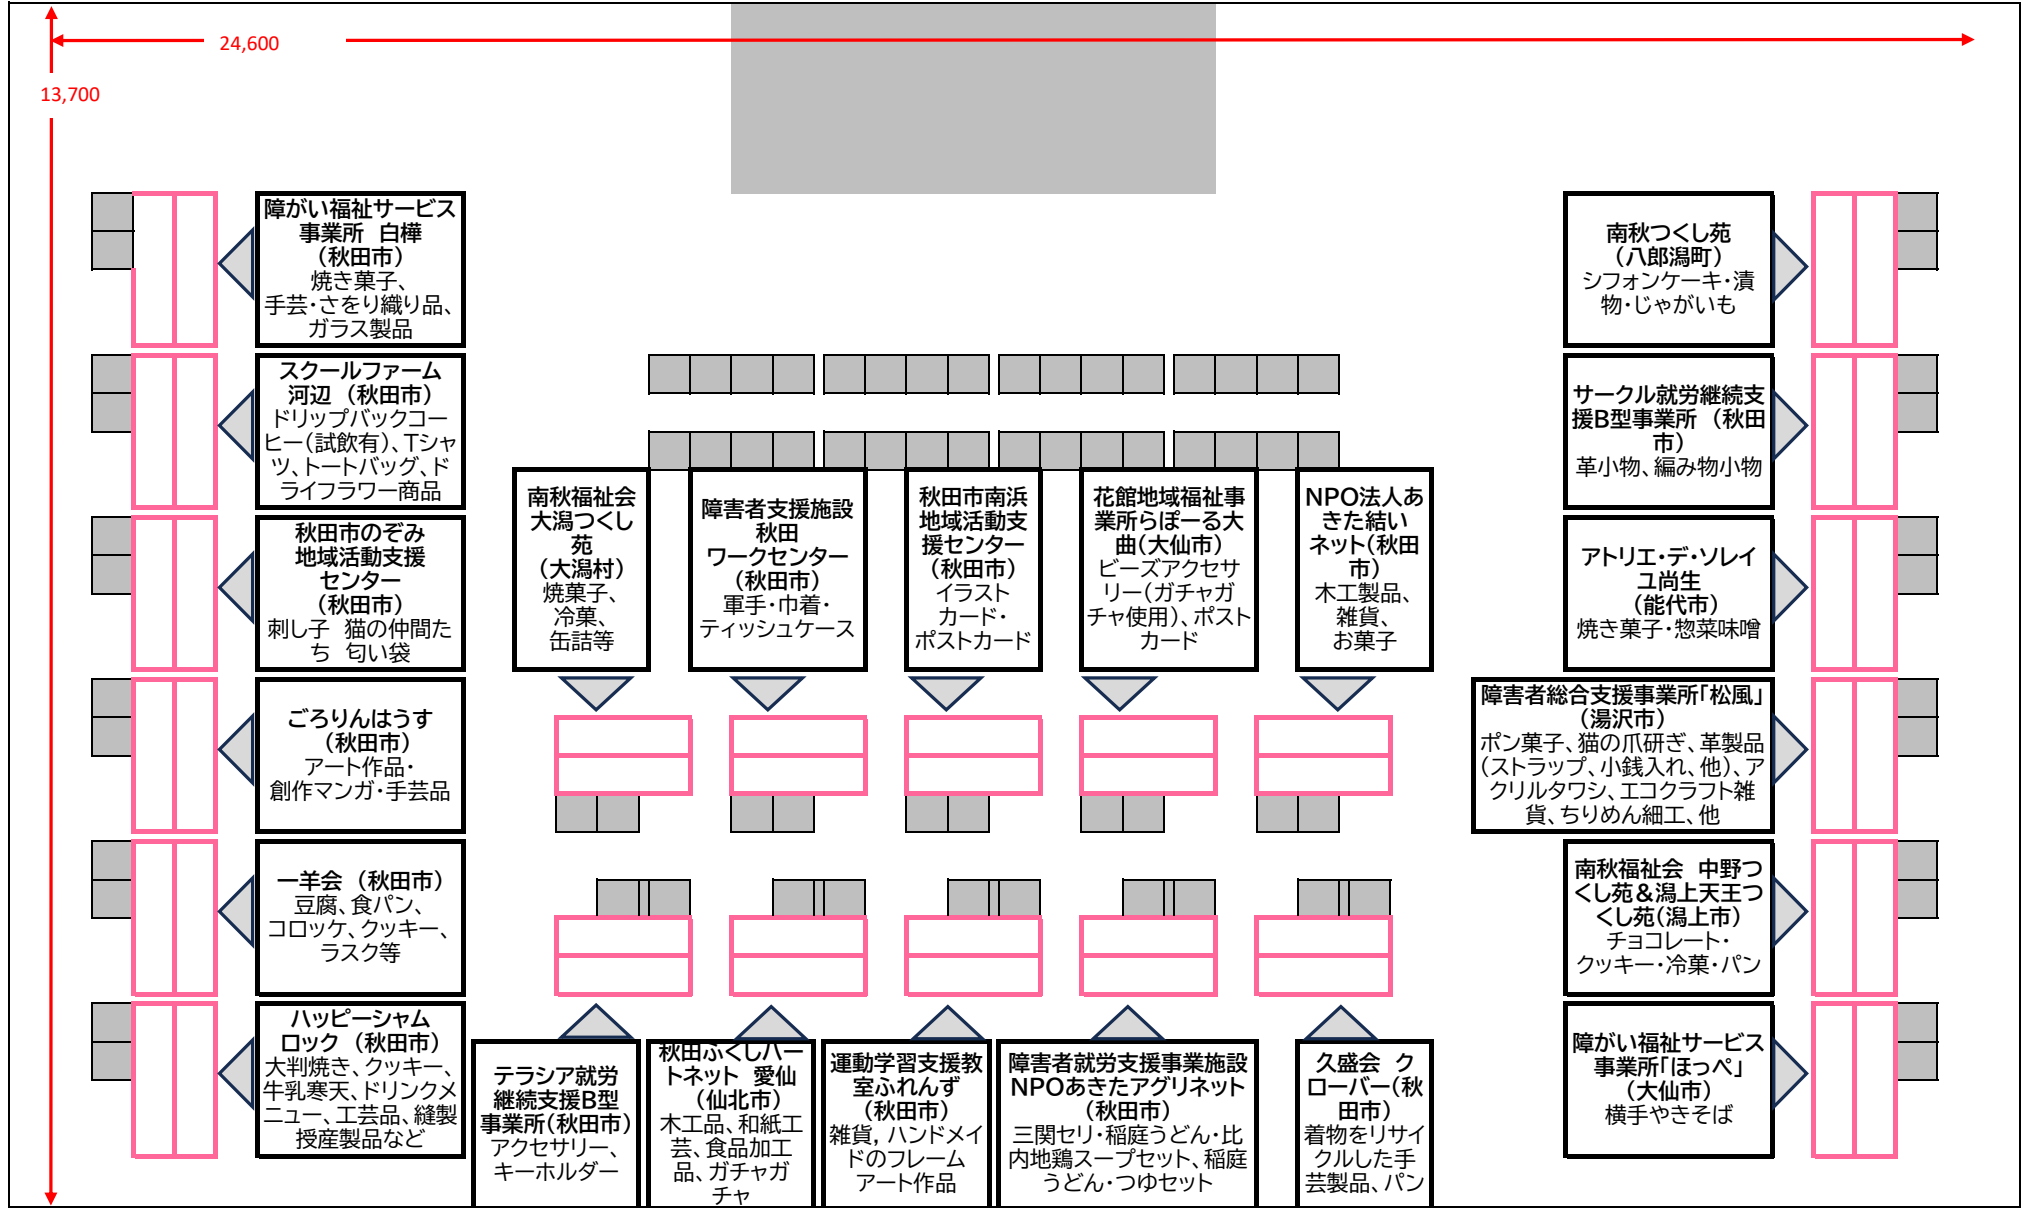 24,600
13,700
障がい福祉サービス
事業所　白樺
（秋田市）
焼き菓子、
手芸・さをり織り品、
ガラス製品
スクールファーム
河辺　（秋田市）
ドリップバックコー
ヒー（試飲有）、Tシャ
ツ、トートバッグ、ド
ライフラワー商品
秋田市のぞみ
地域活動支援
センター
（秋田市）
刺し子　猫の仲間た
ち　匂い袋
ごろりんはうす
（秋田市）
アート作品・
創作マンガ・手芸品
一羊会　（秋田市）
豆腐、食パン、
コロッケ、クッキー、
ラスク等
ハッピーシャム
ロック　（秋田市）
大判焼き、クッキー、
牛乳寒天、ドリンクメ
ニュー、工芸品、縫製
授産製品など
南秋福祉会
大潟つくし
苑
（大潟村）
焼菓子、
冷菓、
缶詰等
障害者支援施設
秋田
ワークセンター
（秋田市）
軍手・巾着・
ティッシュケース
秋田市南浜
地域活動支
援センター
（秋田市）
イラスト
カード・
ポストカード
花館地域福祉事
業所らぽーる大
曲（大仙市）
ビーズアクセサ
リー（ガチャガ
チャ使用）、ポスト
カード
NPO法人あ
きた結い
ネット（秋田
市）
木工製品、
雑貨、
お菓子
テラシア就労
継続支援B型
事業所（秋田市）
アクセサリー、
キーホルダー
秋田ふくしハー
トネット　愛仙
（仙北市）
木工品、和紙工
芸、食品加工
品、ガチャガ
チャ
運動学習支援教
室ふれんず
（秋田市）
雑貨，ハンドメイ
ドのフレーム
アート作品
障害者就労支援事業施設
NPOあきたアグリネット
（秋田市）
三関セリ・稲庭うどん・比
内地鶏スープセット、稲庭
うどん・つゆセット
久盛会　ク
ローバー（秋
田市）
着物をリサイ
クルした手
芸製品、パン
南秋つくし苑
（八郎潟町）
シフォンケーキ・漬
物・じゃがいも
サークル就労継続支
援B型事業所　（秋田
市）
革小物、編み物小物
アトリエ・デ・ソレイ
ユ尚生
（能代市）
焼き菓子・惣菜味噌
障害者総合支援事業所「松風」
（湯沢市）
ポン菓子、猫の爪研ぎ、革製品
（ストラップ、小銭入れ、他）、ア
クリルタワシ、エコクラフト雑
貨、ちりめん細工、他
南秋福祉会　中野つ
くし苑＆潟上天王つ
くし苑（潟上市）
チョコレート・
クッキー・冷菓・パン
障がい福祉サービス
事業所「ほっぺ」
（大仙市）
横手やきそば